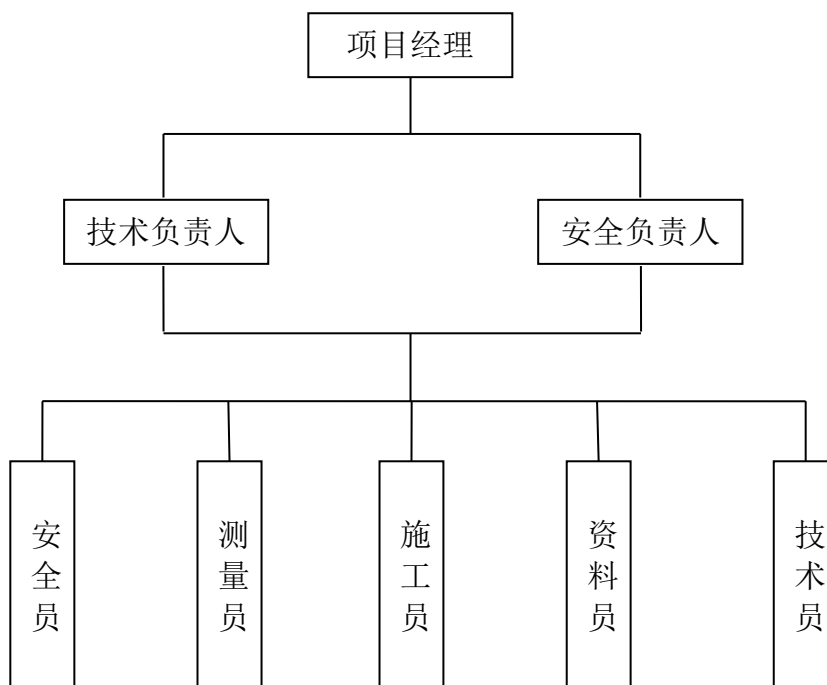 项目经理
技术负责人
安全负责人
安全员
测量员
施工员
资料员
技术员